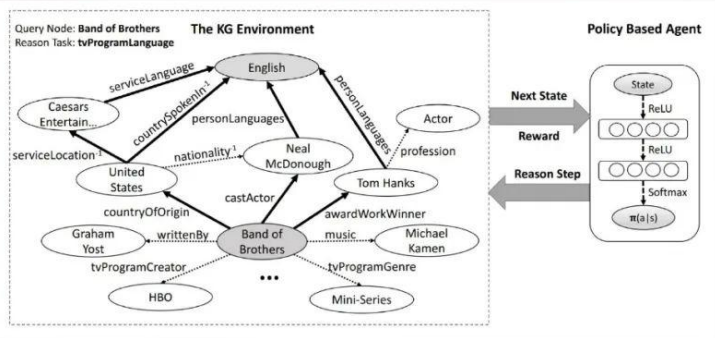 Query Node: Band of Brothers
Reason Task: tvProgramLanguage
The KG Environment
Policy Based Agent
English
serviceLanguage
countrySpokenIn-1
personLanguages
personLanguages
Caesars
Entertain...
Actor
serviceLocation-1
nationality-1
Neal
McDonough
profession
United
States
Tom Hanks
castActor
countryOfOrigin
awardWorkWinner
Graham
Yost
writtenBy
Band of
Brothers
music
Michael
Kamen
tvProgramCreator
tvProgramGenre
•••
HBO
Mini-Series
Next State
Reward
Reason Step
State
ReLU
ReLU
Softmax
π(a|s)